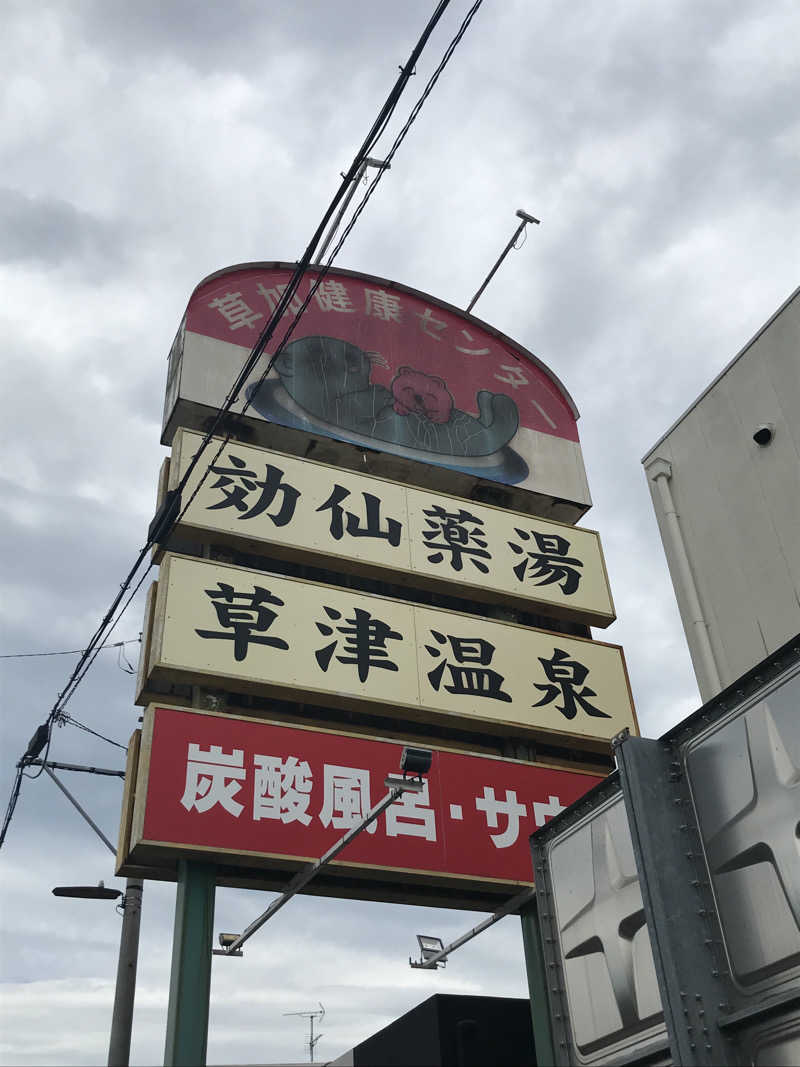 草加健康センター
効仙薬湯
草津温泉
炭酸風呂・サウ